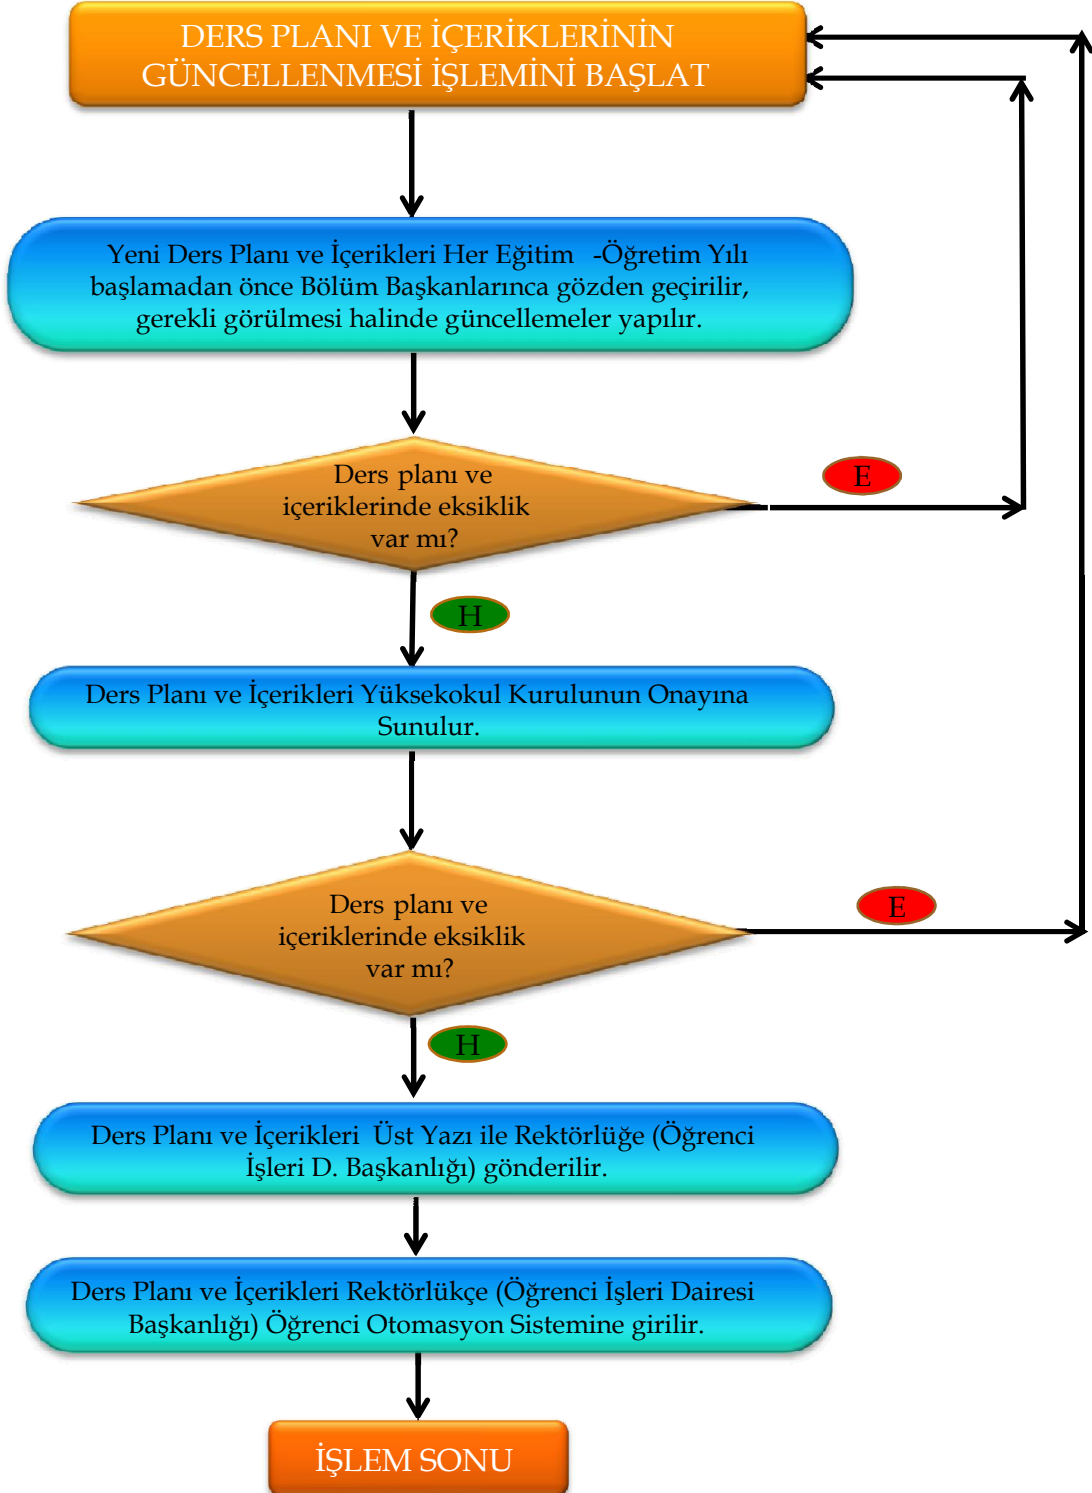 DERS PLANI VE İÇERİKLERİNİN
GÜNCELLENMESİ İŞLEMİNİ BAŞLAT
Yeni Ders Planı ve İçerikleri Her Eğitim -Öğretim Yılı
başlamadan önce Bölüm Başkanlarınca gözden geçirilir,
gerekli görülmesi halinde güncellemeler yapılır.
Ders planı ve
içeriklerinde eksiklik
var mı?
E
H
Ders Planı ve İçerikleri Yüksekokul Kurulunun Onayına
Sunulur.
Ders planı ve
içeriklerinde eksiklik
var mı?
E
H
Ders Planı ve İçerikleri Üst Yazı ile Rektörlüğe (Öğrenci
İşleri D. Başkanlığı) gönderilir.
Ders Planı ve İçerikleri Rektörlükçe (Öğrenci İşleri Dairesi
Başkanlığı) Öğrenci Otomasyon Sistemine girilir.
İŞLEM SONU